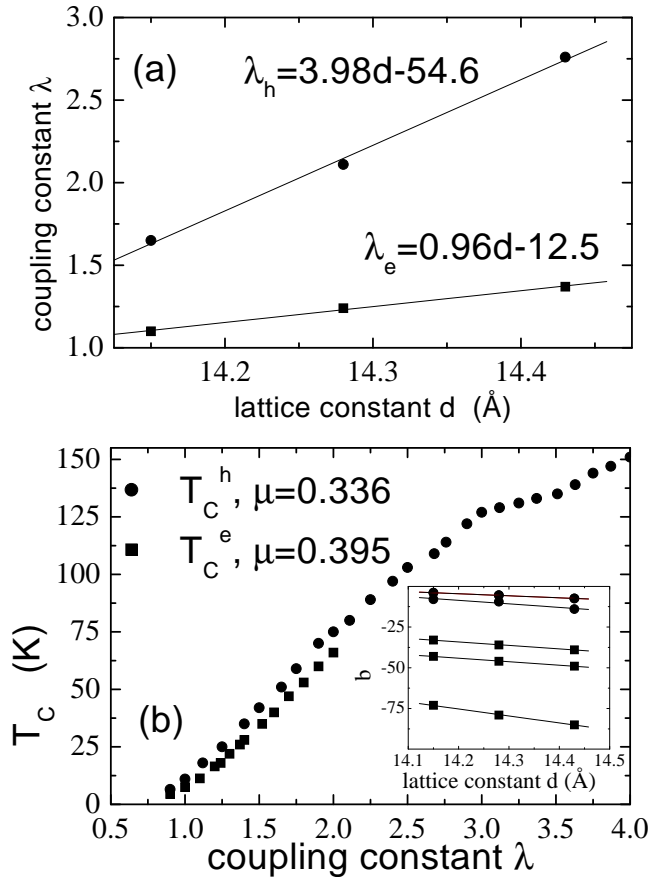 3.0
(a)
λh=3.98d-54.6
2.5
coupling constant λ
2.0
λe=0.96d-12.5
1.5
1.0
14.2 14.3 14.4
lattice constant d (Å)
150
TCh, μ=0.336
125
TCe, μ=0.395
100
75
TC (K)
50
(b)
25
0
-25
b
-50
-75
14.1 14.2 14.3 14.4 14.5
lattice constant d (Å)
0.5 1.0 1.5 2.0 2.5 3.0 3.5 4.0
coupling constant λ